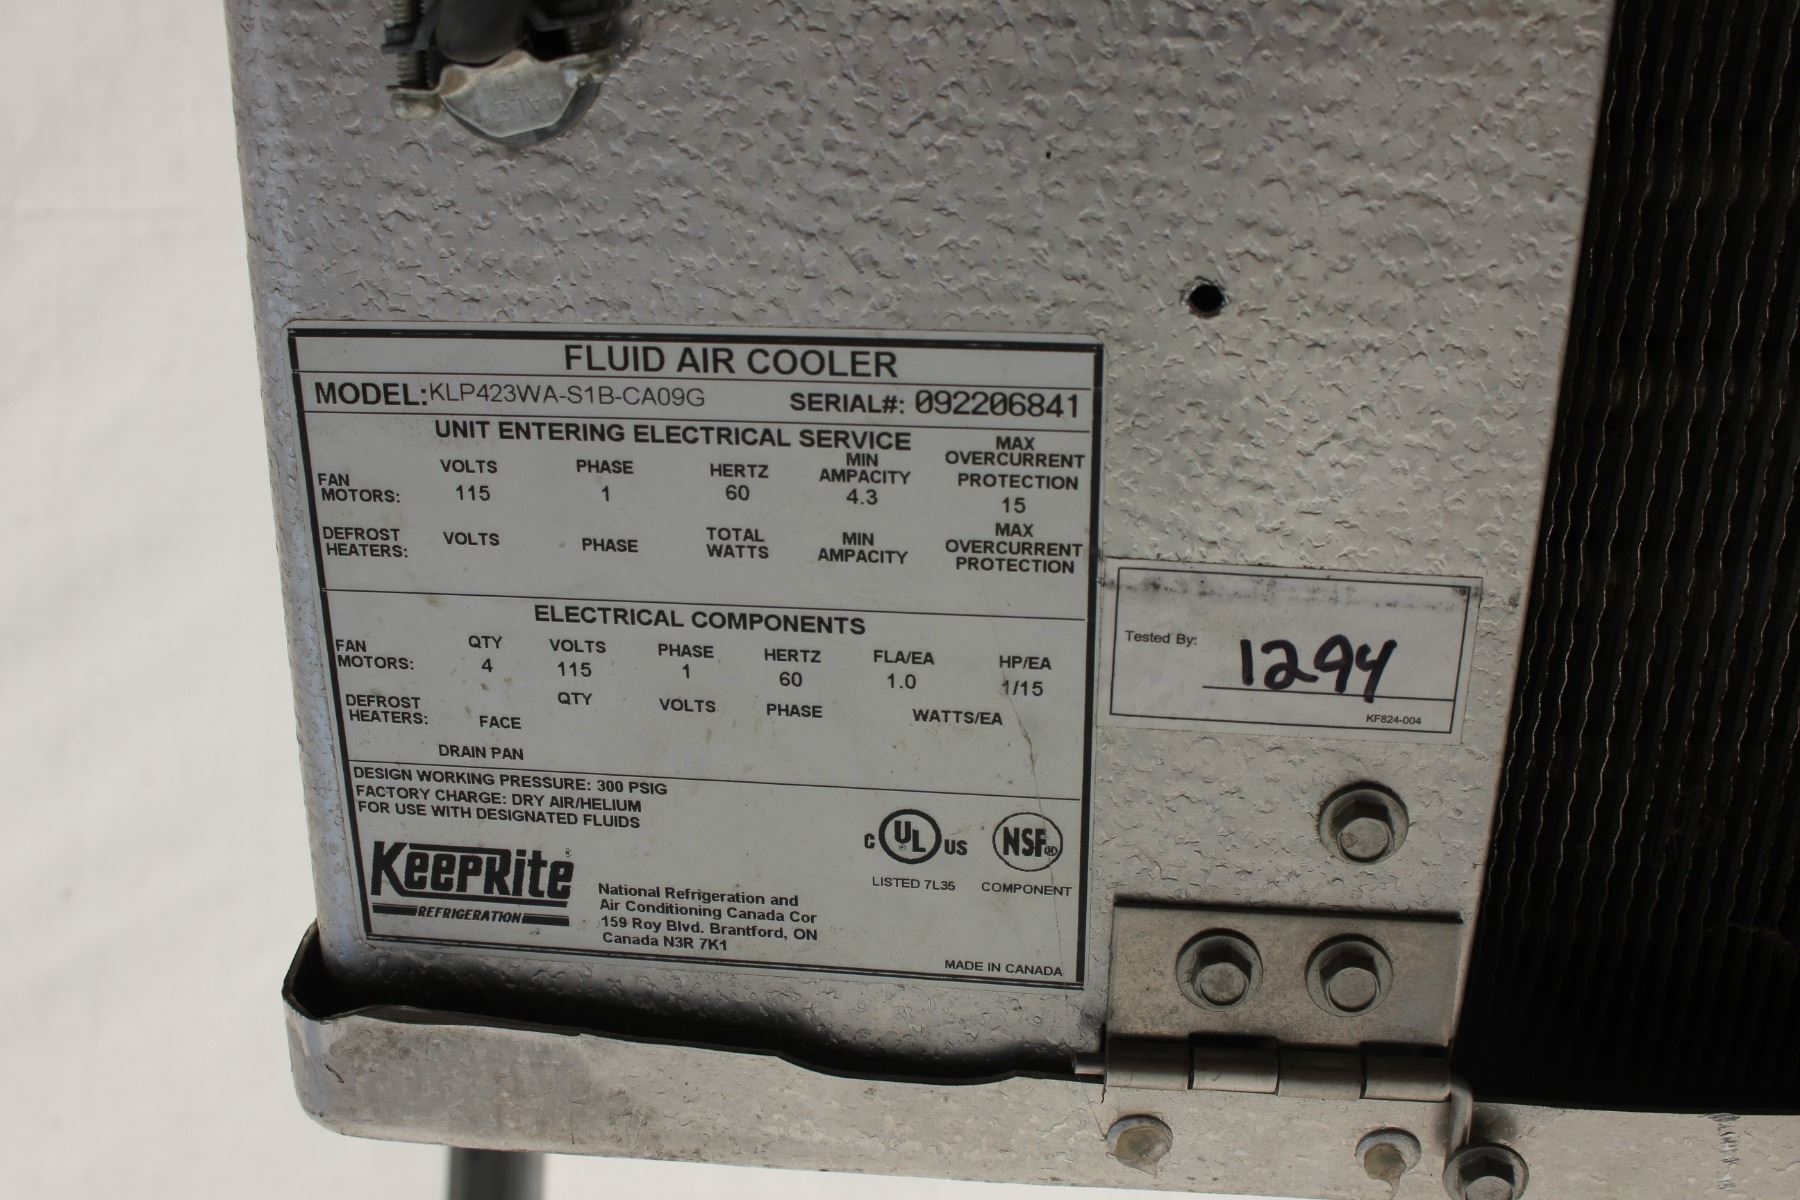 FLUID AIR COOLER
MODEL: KLP423WA-S1B-CA09G SERIAL#: 092206841
UNIT ENTERING ELECTRICAL SERVICE
FAN MOTORS: VOLTS 115 PHASE 1 HERTZ 60 MIN AMPACITY 4.3 MAX OVERCURRENT PROTECTION 15
DEFROST HEATERS: VOLTS PHASE TOTAL WATTS MIN AMPACITY MAX OVERCURRENT PROTECTION
ELECTRICAL COMPONENTS
FAN MOTORS: QTY 4 VOLTS 115 PHASE 1 HERTZ 60 FLA/EA 1.0 HP/EA 1/15
DEFROST HEATERS: FACE QTY VOLTS PHASE WATTS/EA
DRAIN PAN
DESIGN WORKING PRESSURE: 300 PSIG
FACTORY CHARGE: DRY AIR/HELIUM
FOR USE WITH DESIGNATED FLUIDS
KeepRite®
REFRIGERATION
National Refrigeration and
Air Conditioning Canada Cor
159 Roy Blvd. Brantford, ON
Canada N3R 7K1
C UL ® US
LISTED 7L35
NSF®
COMPONENT
MADE IN CANADA
Tested By: 1294
KF824-004